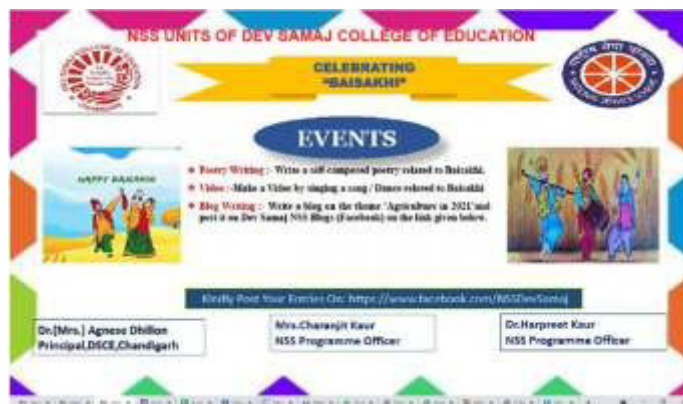 NSS UNITS OF DEV SAMAJ COLLEGE OF EDUCATION
CELEBRATING
"BAISAKHI"
EVENTS
HAPPY BAISAKHI
Poetry Writing :- Write a self composed poetry related to Baisakhi.
Video :-Make a Video by singing a song / Dance related to Baisakhi
Blog Writing :- Write a blog on the theme 'Agriculture in 2021'and
post it on Dev Samaj NSS Blogs (Facebook) on the link given below.
Kindly Post Your Entries On: https://www.facebook.com/NSSDevSamaj
Dr.(Mrs.) Agnese Dhillon
Principal,DSCE,Chandigarh
Mrs.Charanjit Kaur
NSS Programme Officer
Dr.Harpreet Kaur
NSS Programme Officer